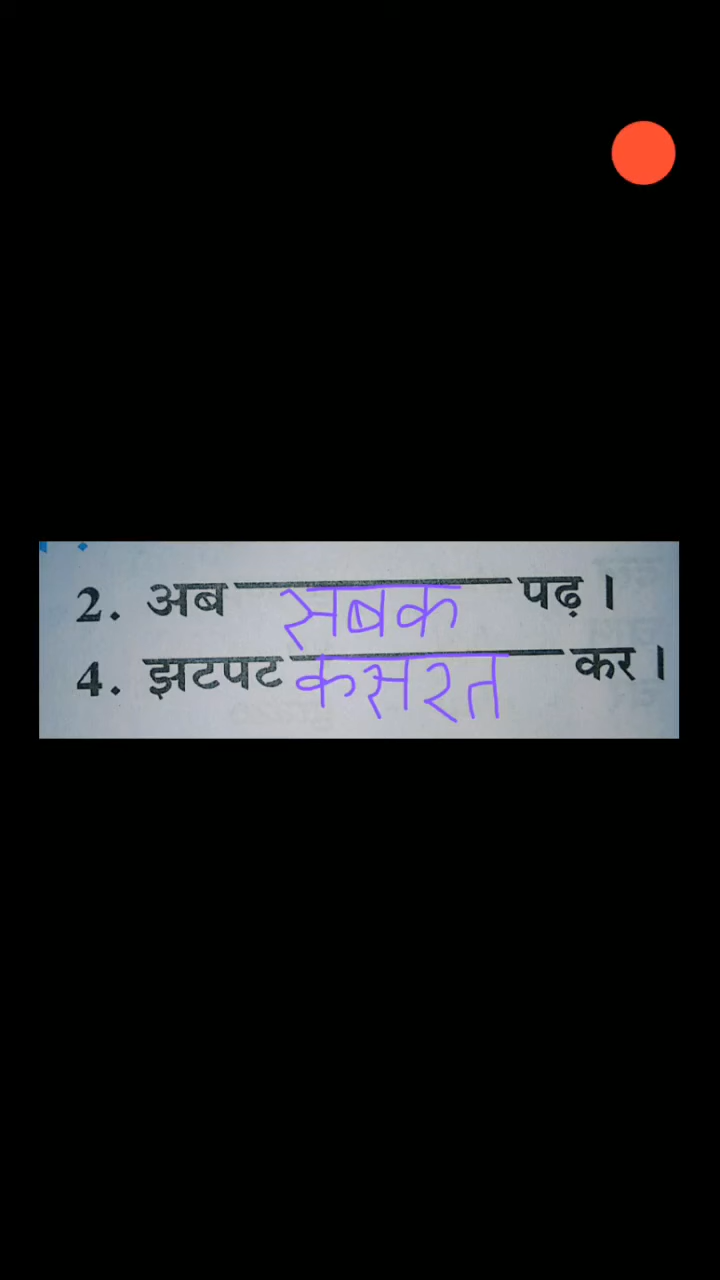 2. अब सबक पढ़ ।
4. झटपट कसरत कर ।